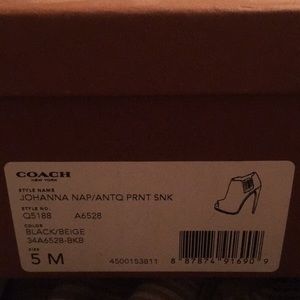 COACH
NEW YORK
STYLE NAME
JOHANNA NAP/ANTQ PRNT SNK
STYLE NO.
Q5188 A6528
COLOR
BLACK/BEIGE
34A6528-BKB
SIZE
5 M
4500153811
8 87874 91690 9